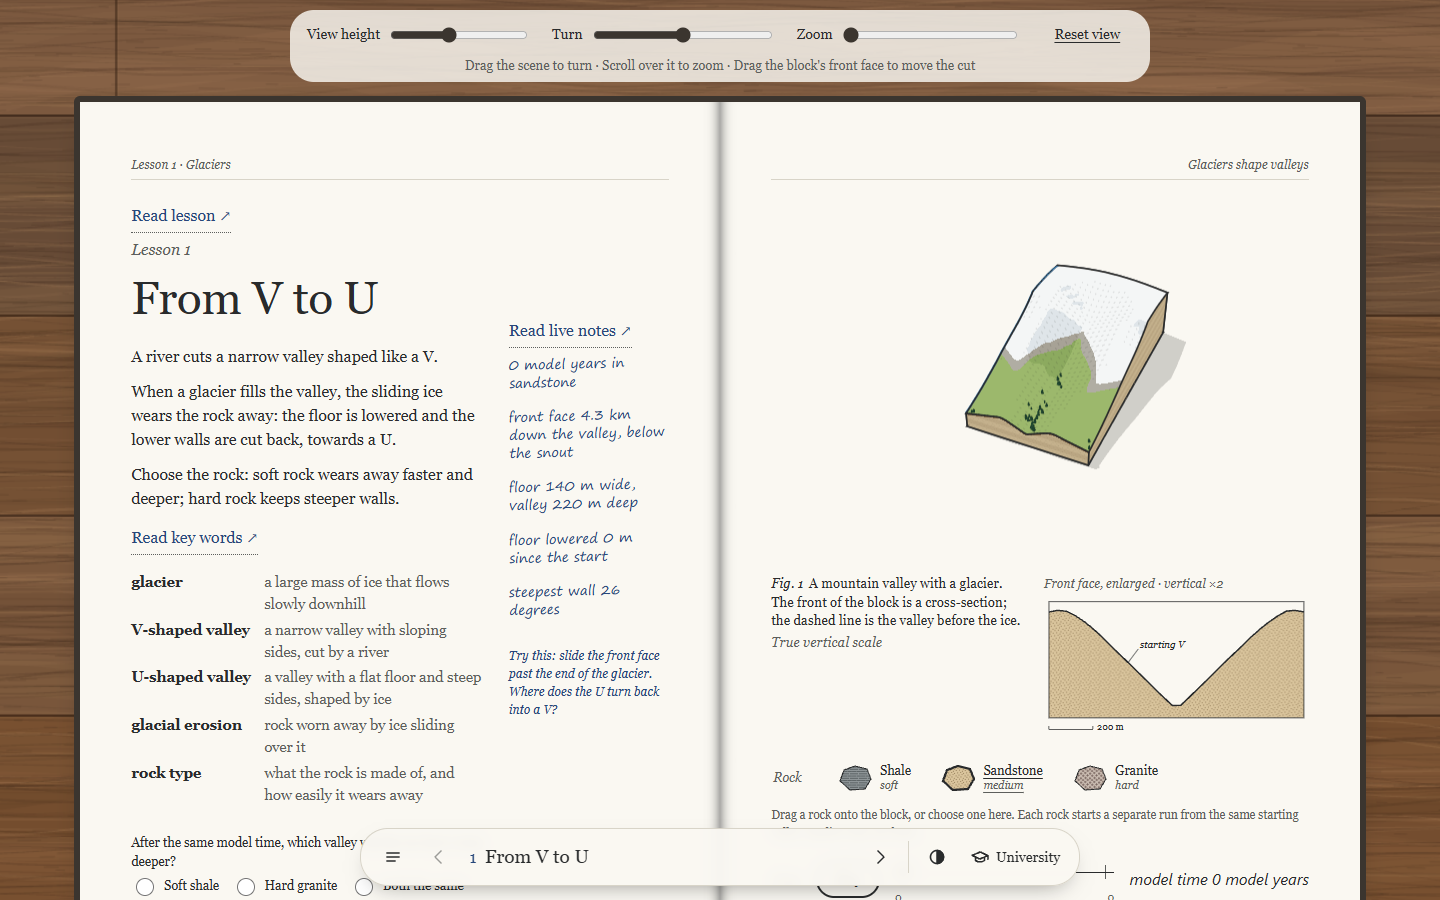 View height
Turn
Zoom
Reset view
Drag the scene to turn · Scroll over it to zoom · Drag the block's front face to move the cut
Lesson 1 · Glaciers
Read lesson ↗
Lesson 1
From V to U
A river cuts a narrow valley shaped like a V.
When a glacier fills the valley, the sliding ice
wears the rock away: the floor is lowered and the
lower walls are cut back, towards a U.
Choose the rock: soft rock wears away faster and
deeper; hard rock keeps steeper walls.
Read key words ↗
glacier a large mass of ice that flows
slowly downhill
V-shaped valley a narrow valley with sloping
sides, cut by a river
U-shaped valley a valley with a flat floor and steep
sides, shaped by ice
glacial erosion rock worn away by ice sliding
over it
rock type what the rock is made of, and
how easily it wears away
Read live notes ↗
0 model years in
sandstone
front face 4.3 km
down the valley, below
the snout
floor 140 m wide,
valley 220 m deep
floor lowered 0 m
since the start
steepest wall 26
degrees
Try this: slide the front face
past the end of the glacier.
Where does the U turn back
into a V?
After the same model time, which valley
deeper?
Soft shale
Hard granite
Both the same
Glaciers shape valleys
Fig. 1 A mountain valley with a glacier.
The front of the block is a cross-section;
the dashed line is the valley before the ice.
True vertical scale
Front face, enlarged · vertical ×2
starting V
200 m
Rock
Shale
soft
Sandstone
medium
Granite
hard
Drag a rock onto the block, or choose one here. Each rock starts a separate run from the same starting
model time 0 model years
0
0
1 From V to U
University